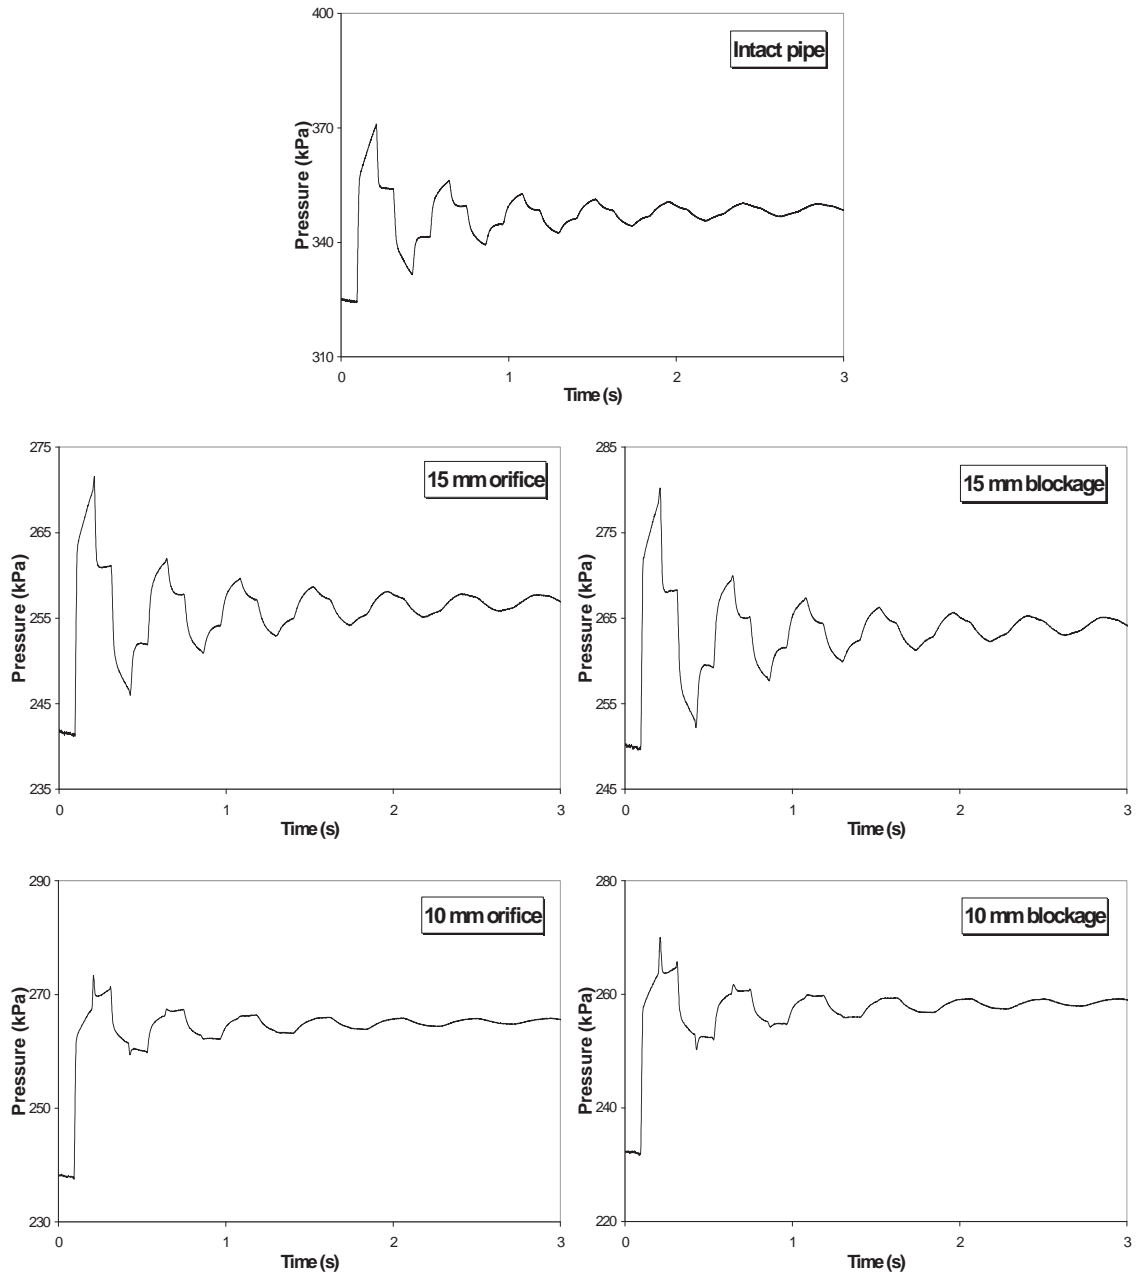 400
Intact pipe
370
Pressure (kPa)
340
310
0 1 2 3
Time (s)
275 285
15 mm orifice 15 mm blockage
265 275
Pressure (kPa) Pressure (kPa)
255 265
245 255
235 245
0 1 2 3 0 1 2 3
Time (s) Time (s)
290 280
10 mm orifice 10 mm blockage
270 260
Pressure (kPa) Pressure (kPa)
250 240
230 220
0 1 2 3 0 1 2 3
Time (s) Time (s)